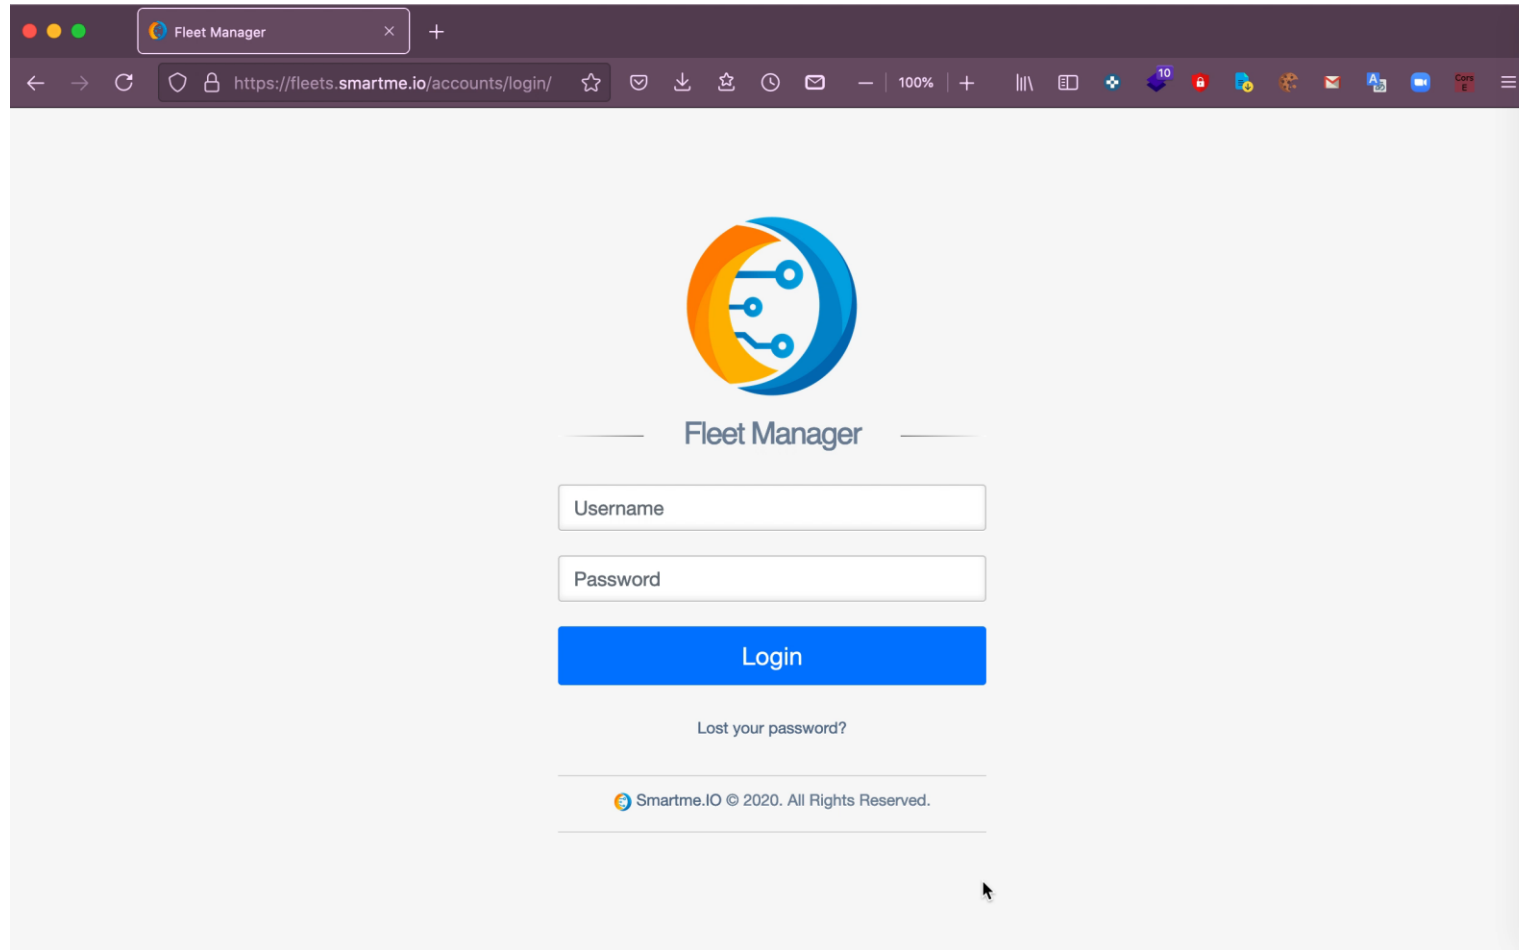 Fleet Manager
https://fleets.smartme.io/accounts/login/
100%
10
Cors
E
Fleet Manager
Username
Password
Login
Lost your password?
Smartme.IO © 2020. All Rights Reserved.